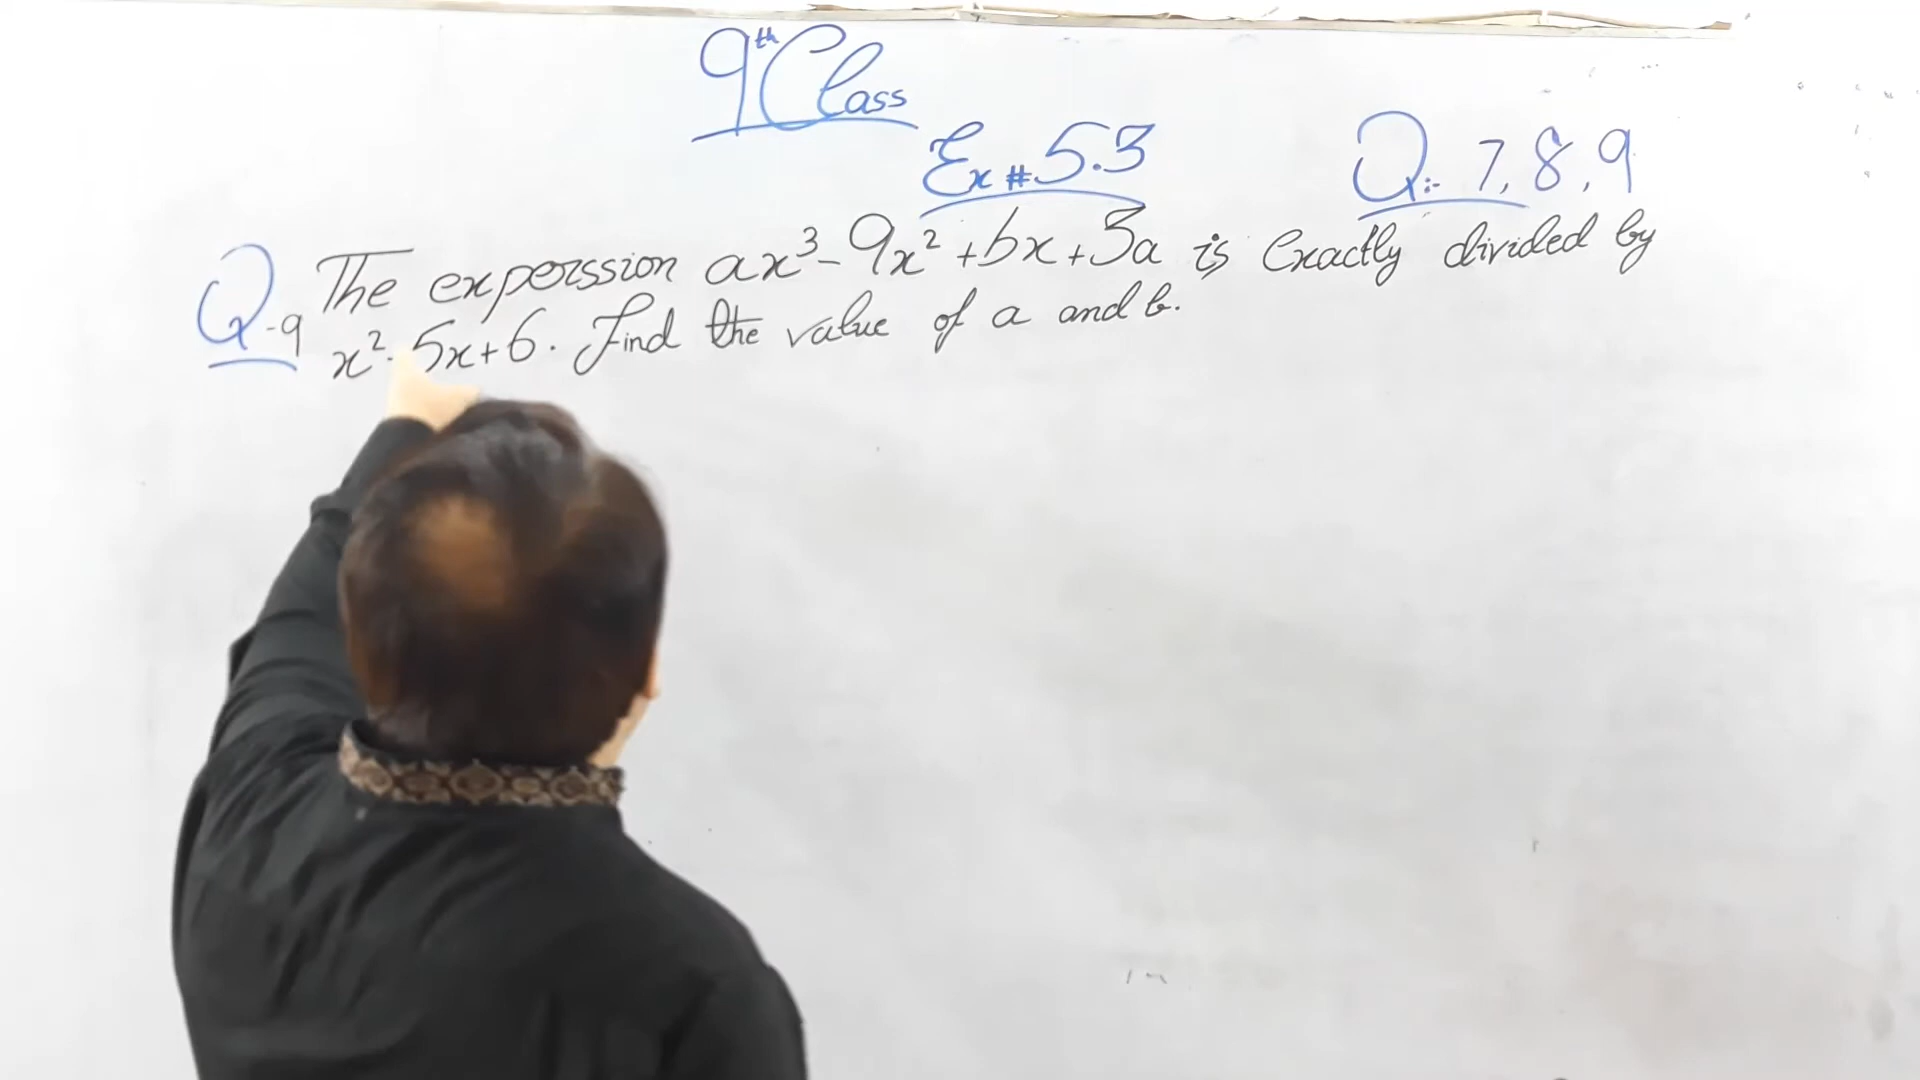 9th Class
Ex # 5.3
Q:- 7, 8, 9
Q-9 The experssion ax³-9x²+bx+3a is Exactly divided by
x²-5x+6. Find the value of a and b.